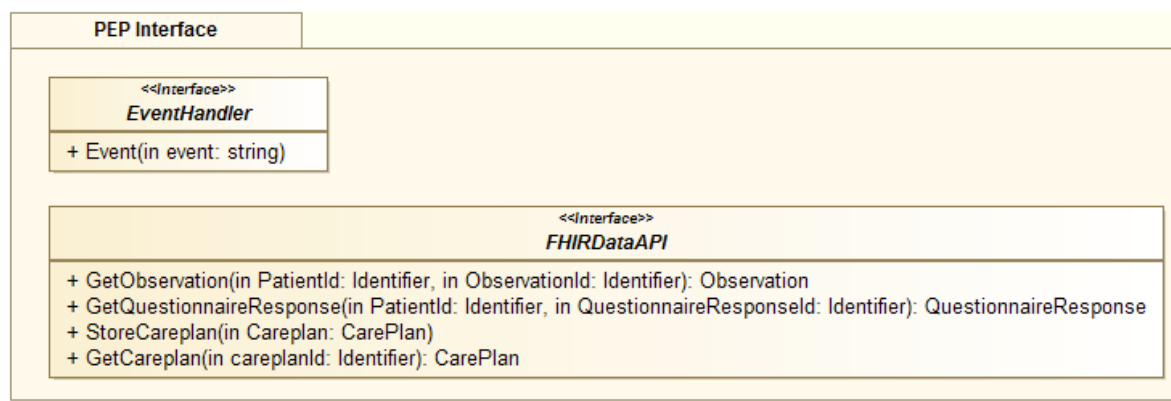 PEP Interface
<<Interface>>
EventHandler
+ Event(in event: string)
<<Interface>>
FHIRDataAPI
+ GetObservation(in PatientId: Identifier, in ObservationId: Identifier): Observation
+ GetQuestionnaireResponse(in PatientId: Identifier, in QuestionnaireResponseId: Identifier): QuestionnaireResponse
+ StoreCareplan(in Careplan: CarePlan)
+ GetCareplan(in careplanId: Identifier): CarePlan